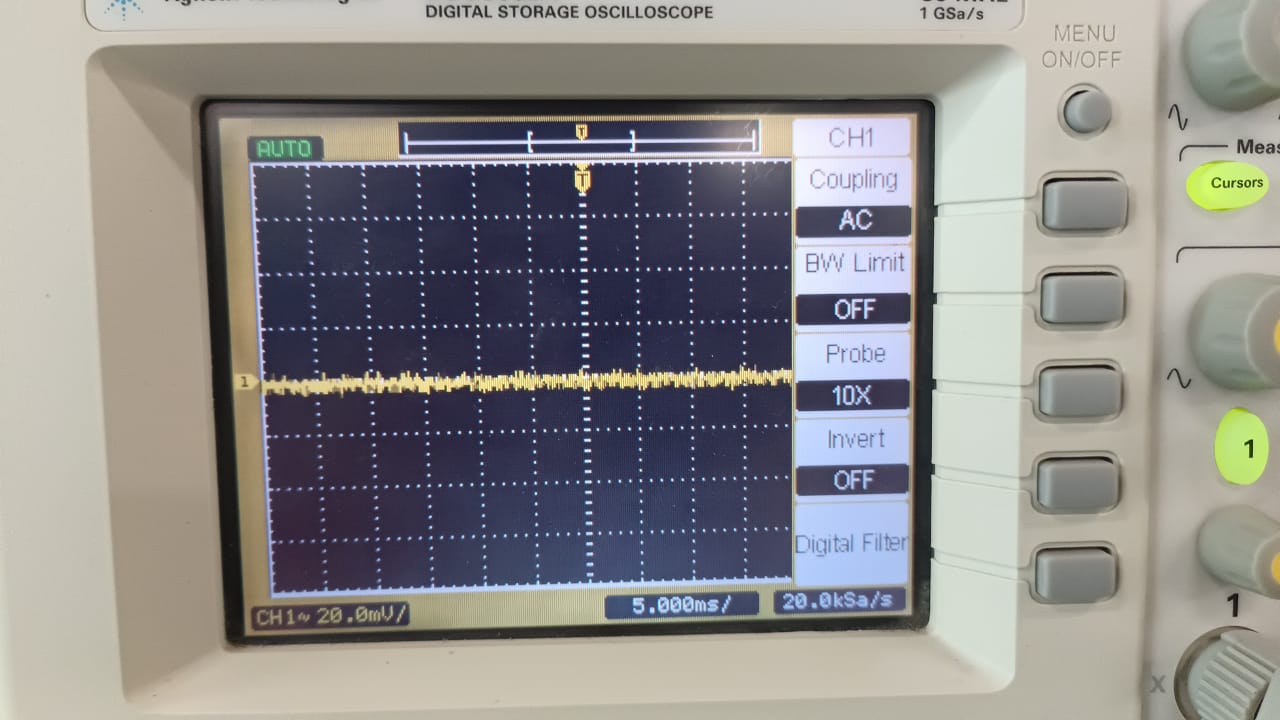 DIGITAL STORAGE OSCILLOSCOPE
1 GSa/s
MENU
ON/OFF
AUTO
T
T
CH1
Coupling
AC
BW Limit
OFF
Probe
10X
Invert
OFF
Digital Filter
1
CH1~ 20.0mV/
5.000ms/
20.0kSa/s
Meas
Cursors
1
1
X